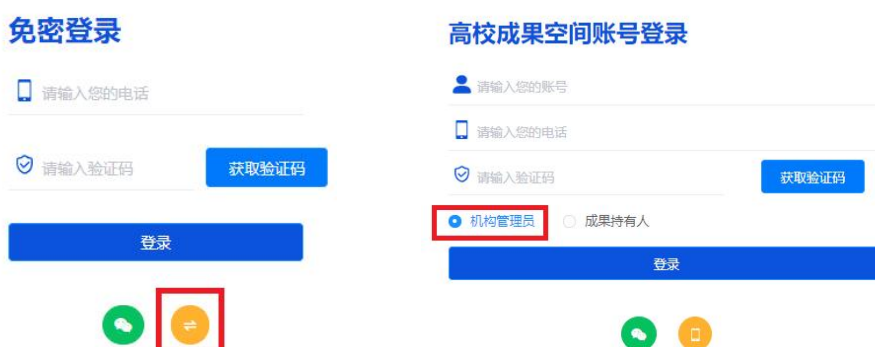 免密登录
请输入您的电话
请输入验证码
获取验证码
登录
高校成果空间账号登录
请输入您的账号
请输入您的电话
请输入验证码
获取验证码
机构管理员
成果持有人
登录